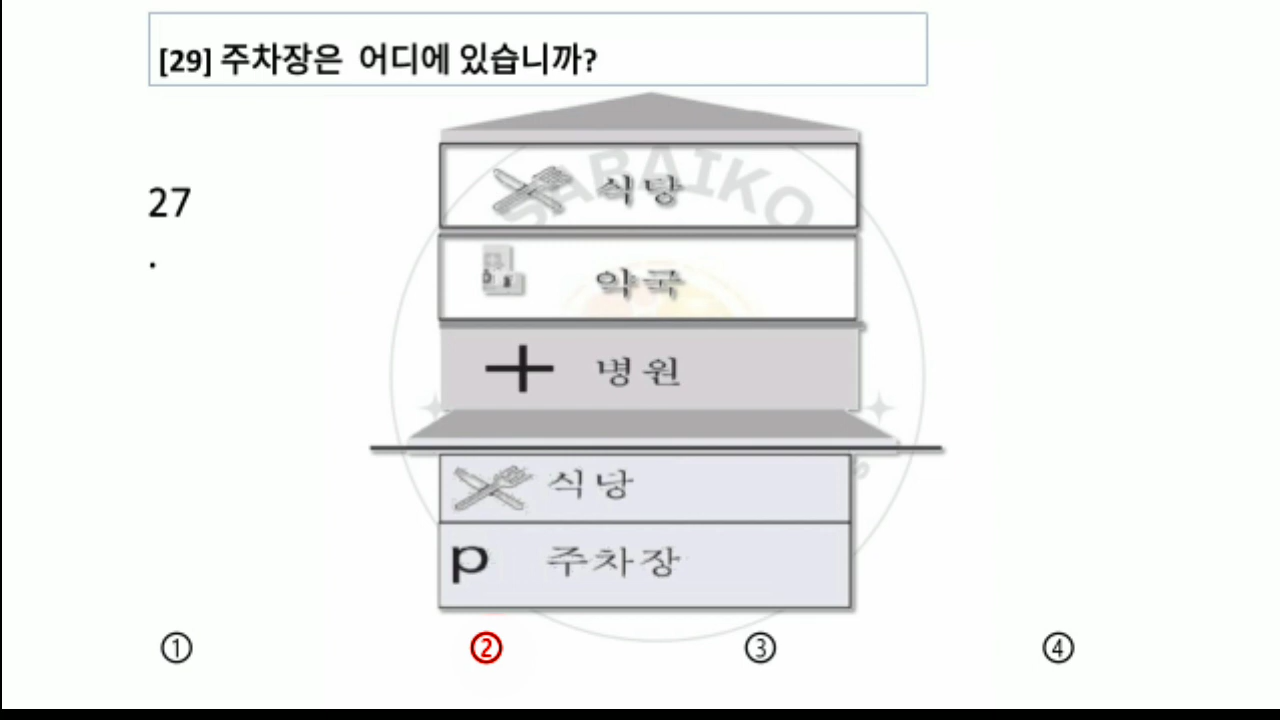 [29] 주차장은 어디에 있습니까?
27
.
SABAIKO
식당
약국
병원
식당
p 주차장
① ② ③ ④